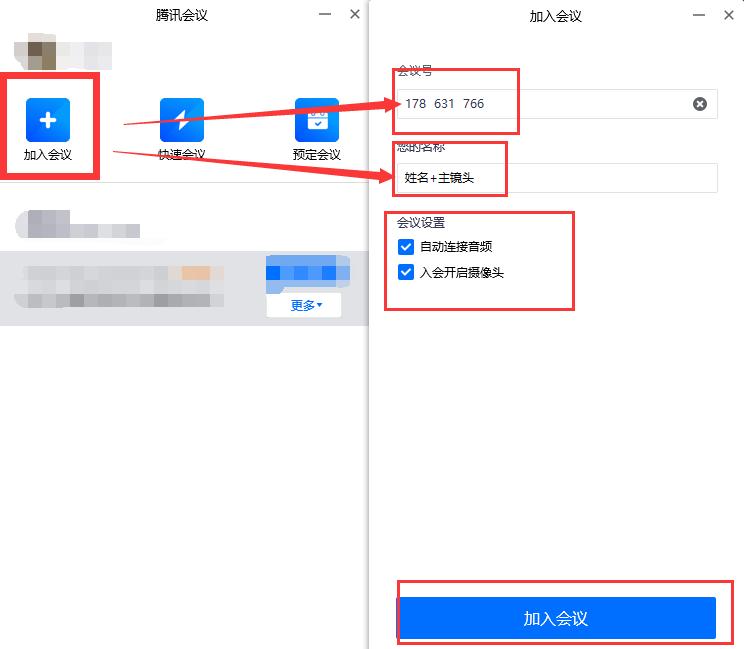 腾讯会议
加入会议
快速会议
预定会议
更多
加入会议
会议号
178 631 766
您的名称
姓名+主镜头
会议设置
自动连接音频
入会开启摄像头
加入会议